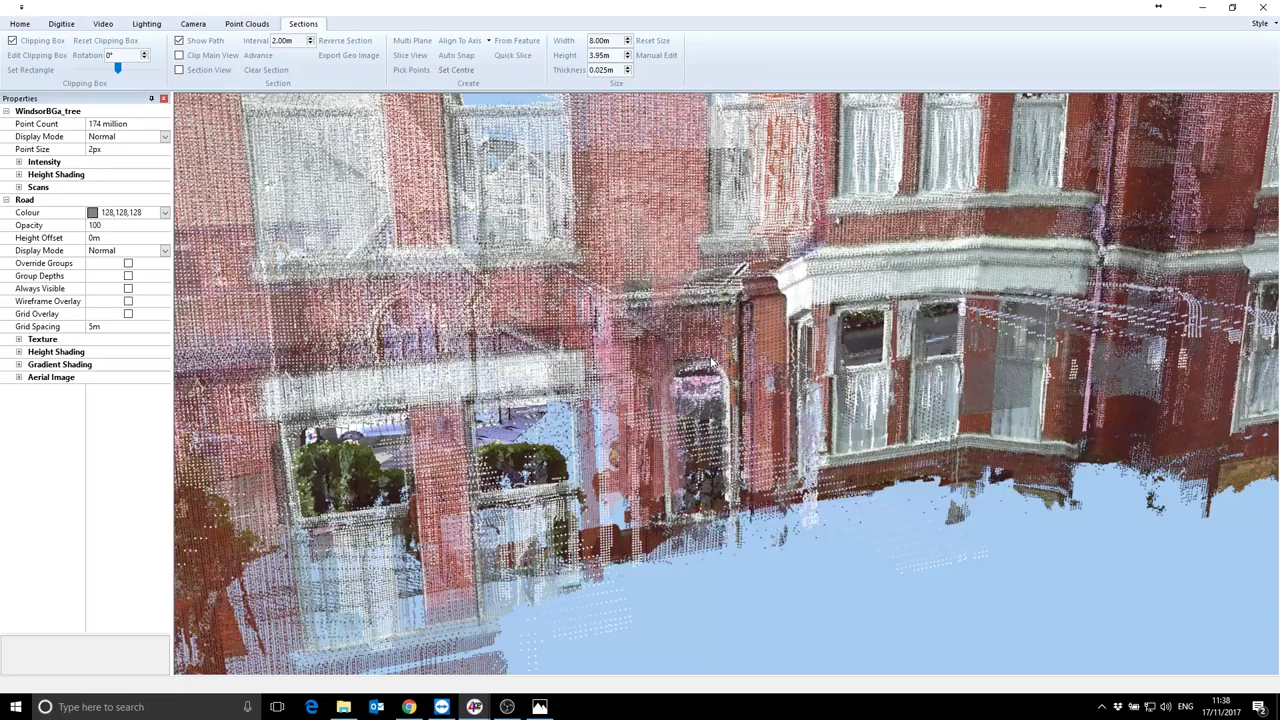 Home Digitise Video Lighting Camera Point Clouds Sections Style
Clipping Box Reset Clipping Box Show Path Interval 2.00m Reverse Section Multi Plane Align To Axis From Feature Width 8.00m Reset Size
Edit Clipping Box Rotation 0° Clip Main View Advance Export Geo Image Slice View Auto Snap Quick Slice Height 3.95m Manual Edit
Set Rectangle Section View Clear Section Pick Points Set Centre Thickness 0.025m
Clipping Box Section Create Size
Properties
WindsorBGa_tree
Point Count 174 million
Display Mode Normal
Point Size 2px
Intensity
Height Shading
Scans
Road
Colour 128,128,128
Opacity 100
Height Offset 0m
Display Mode Normal
Override Groups
Group Depths
Always Visible
Wireframe Overlay
Grid Overlay
Grid Spacing 5m
Texture
Height Shading
Gradient Shading
Aerial Image
Type here to search
ENG
11:38
17/11/2017
2